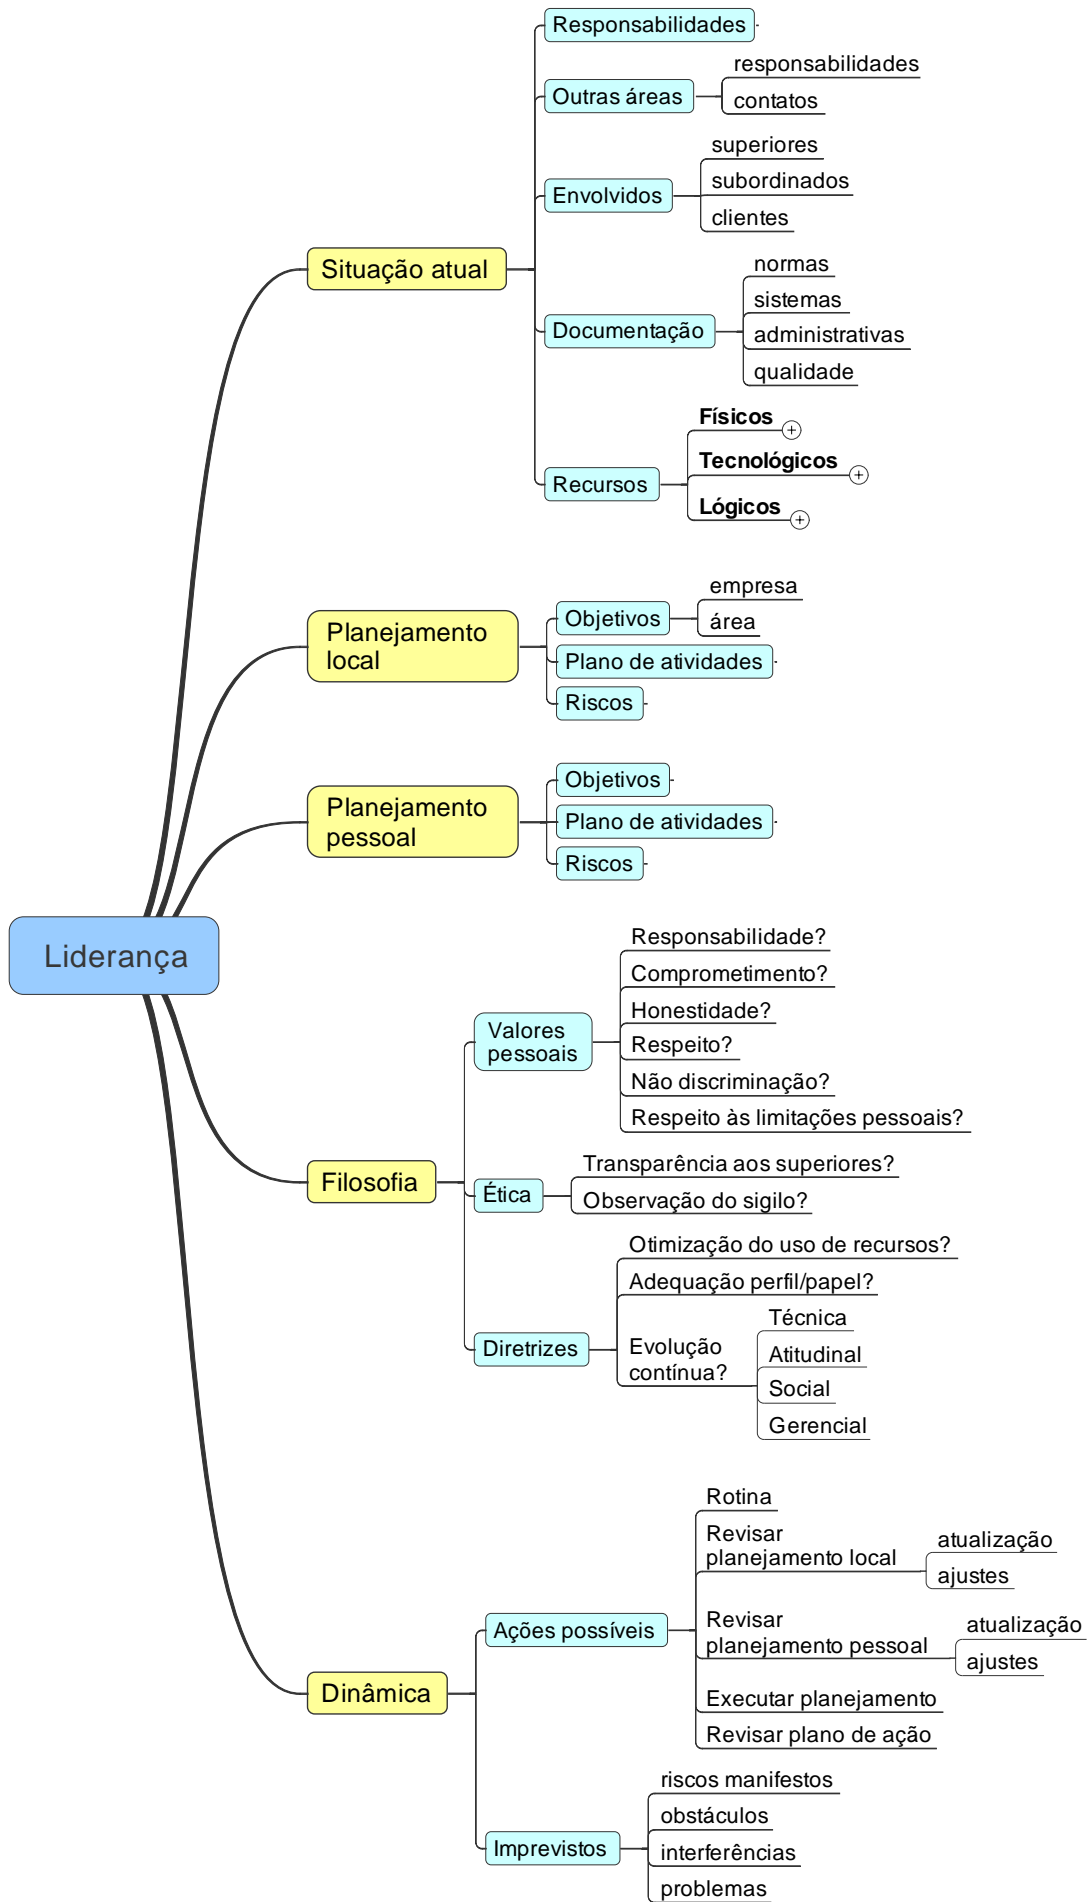 Liderança
Situação atual
Responsabilidades
Outras áreas
responsabilidades
contatos
Envolvidos
superiores
subordinados
clientes
Documentação
normas
sistemas
administrativas
qualidade
Recursos
Físicos
Tecnológicos
Lógicos
Planejamento
local
Objetivos
empresa
área
Plano de atividades
Riscos
Planejamento
pessoal
Objetivos
Plano de atividades
Riscos
Filosofia
Valores
pessoais
Responsabilidade?
Comprometimento?
Honestidade?
Respeito?
Não discriminação?
Respeito às limitações pessoais?
Ética
Transparência aos superiores?
Observação do sigilo?
Diretrizes
Otimização do uso de recursos?
Adequação perfil/papel?
Evolução
contínua?
Técnica
Atitudinal
Social
Gerencial
Dinâmica
Ações possíveis
Rotina
Revisar
planejamento local
atualização
ajustes
Revisar
planejamento pessoal
atualização
ajustes
Executar planejamento
Revisar plano de ação
Imprevistos
riscos manifestos
obstáculos
interferências
problemas